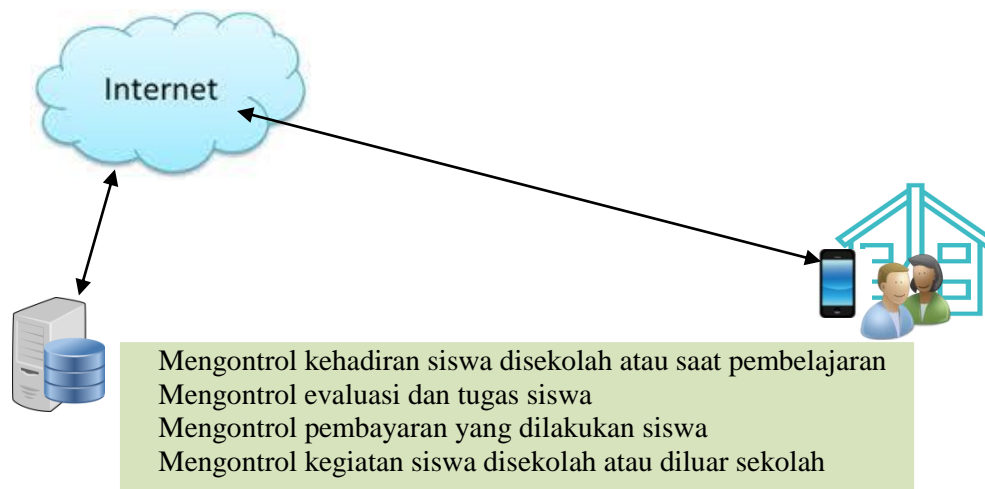 Internet
Mengontrol kehadiran siswa disekolah atau saat pembelajaran
Mengontrol evaluasi dan tugas siswa
Mengontrol pembayaran yang dilakukan siswa
Mengontrol kegiatan siswa disekolah atau diluar sekolah